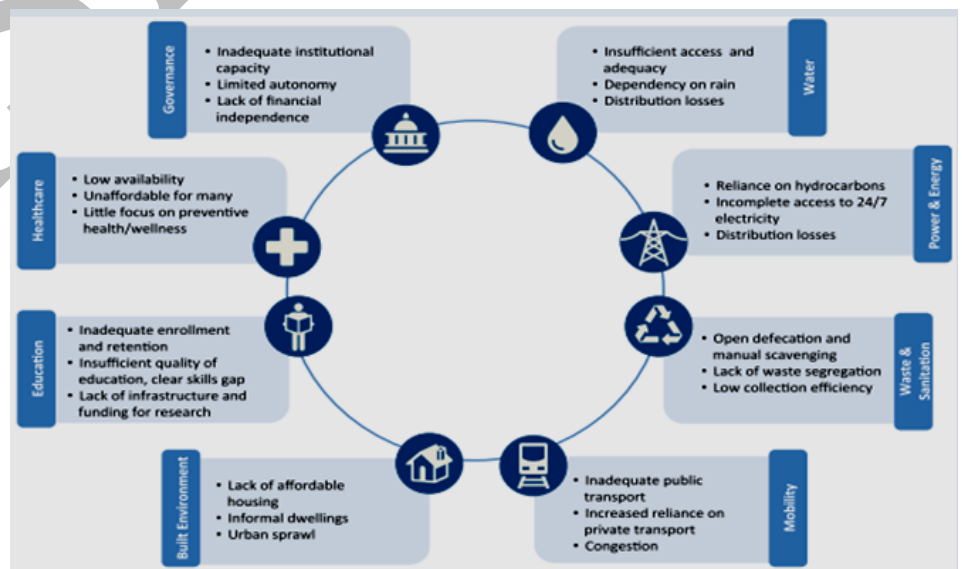 Governance
• Inadequate institutional
capacity
• Limited autonomy
• Lack of financial
independence
Water
• Insufficient access and
adequacy
• Dependency on rain
• Distribution losses
Healthcare
• Low availability
• Unaffordable for many
• Little focus on preventive
health/wellness
Power & Energy
• Reliance on hydrocarbons
• Incomplete access to 24/7
electricity
• Distribution losses
Education
• Inadequate enrollment
and retention
• Insufficient quality of
education, clear skills gap
• Lack of infrastructure and
funding for research
Waste &
Sanitation
• Open defecation and
manual scavenging
• Lack of waste segregation
• Low collection efficiency
Built Environment
• Lack of affordable
housing
• Informal dwellings
• Urban sprawl
Mobility
• Inadequate public
transport
• Increased reliance on
private transport
• Congestion